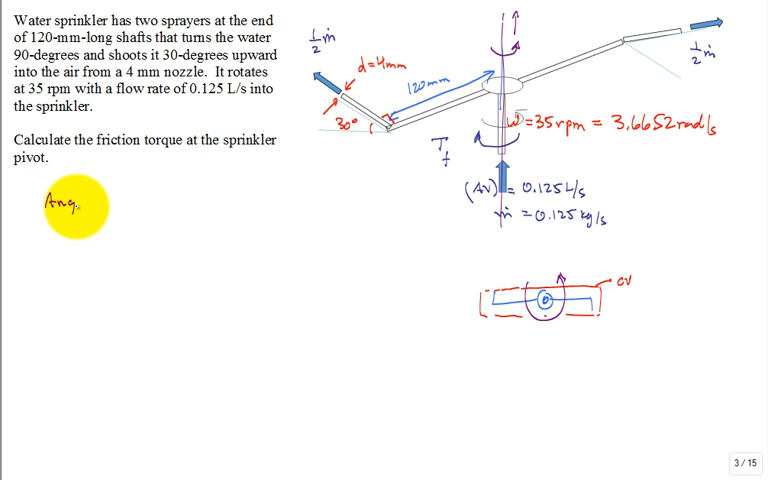 Water sprinkler has two sprayers at the end
of 120-mm-long shafts that turns the water
90-degrees and shoots it 30-degrees upward
into the air from a 4 mm nozzle. It rotates
at 35 rpm with a flow rate of 0.125 L/s into
the sprinkler.
Calculate the friction torque at the sprinkler
pivot.
Ang.
1/2 ṁ
d=4mm
120mm
30°
1/2 ṁ
ω=35rpm = 3.6652 rad/s
T_f
(AV) = 0.125 L/s
ṁ = 0.125 kg/s
CV
3 / 15